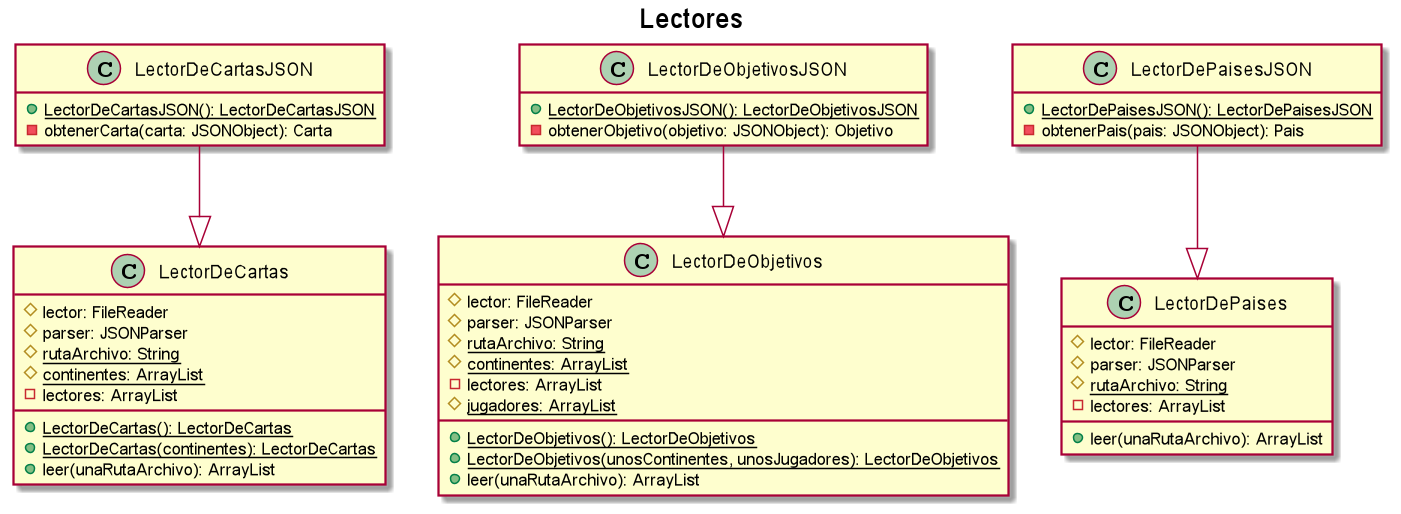 Lectores
C LectorDeCartasJSON
LectorDeCartasJSON(): LectorDeCartasJSON
obtenerCarta(carta: JSONObject): Carta
C LectorDeObjetivosJSON
LectorDeObjetivosJSON(): LectorDeObjetivosJSON
obtenerObjetivo(objetivo: JSONObject): Objetivo
C LectorDePaisesJSON
LectorDePaisesJSON(): LectorDePaisesJSON
obtenerPais(pais: JSONObject): Pais
C LectorDeCartas
lector: FileReader
parser: JSONParser
rutaArchivo: String
continentes: ArrayList
lectores: ArrayList
LectorDeCartas(): LectorDeCartas
LectorDeCartas(continentes): LectorDeCartas
leer(unaRutaArchivo): ArrayList
C LectorDeObjetivos
lector: FileReader
parser: JSONParser
rutaArchivo: String
continentes: ArrayList
lectores: ArrayList
jugadores: ArrayList
LectorDeObjetivos(): LectorDeObjetivos
LectorDeObjetivos(unosContinentes, unosJugadores): LectorDeObjetivos
leer(unaRutaArchivo): ArrayList
C LectorDePaises
lector: FileReader
parser: JSONParser
rutaArchivo: String
lectores: ArrayList
leer(unaRutaArchivo): ArrayList